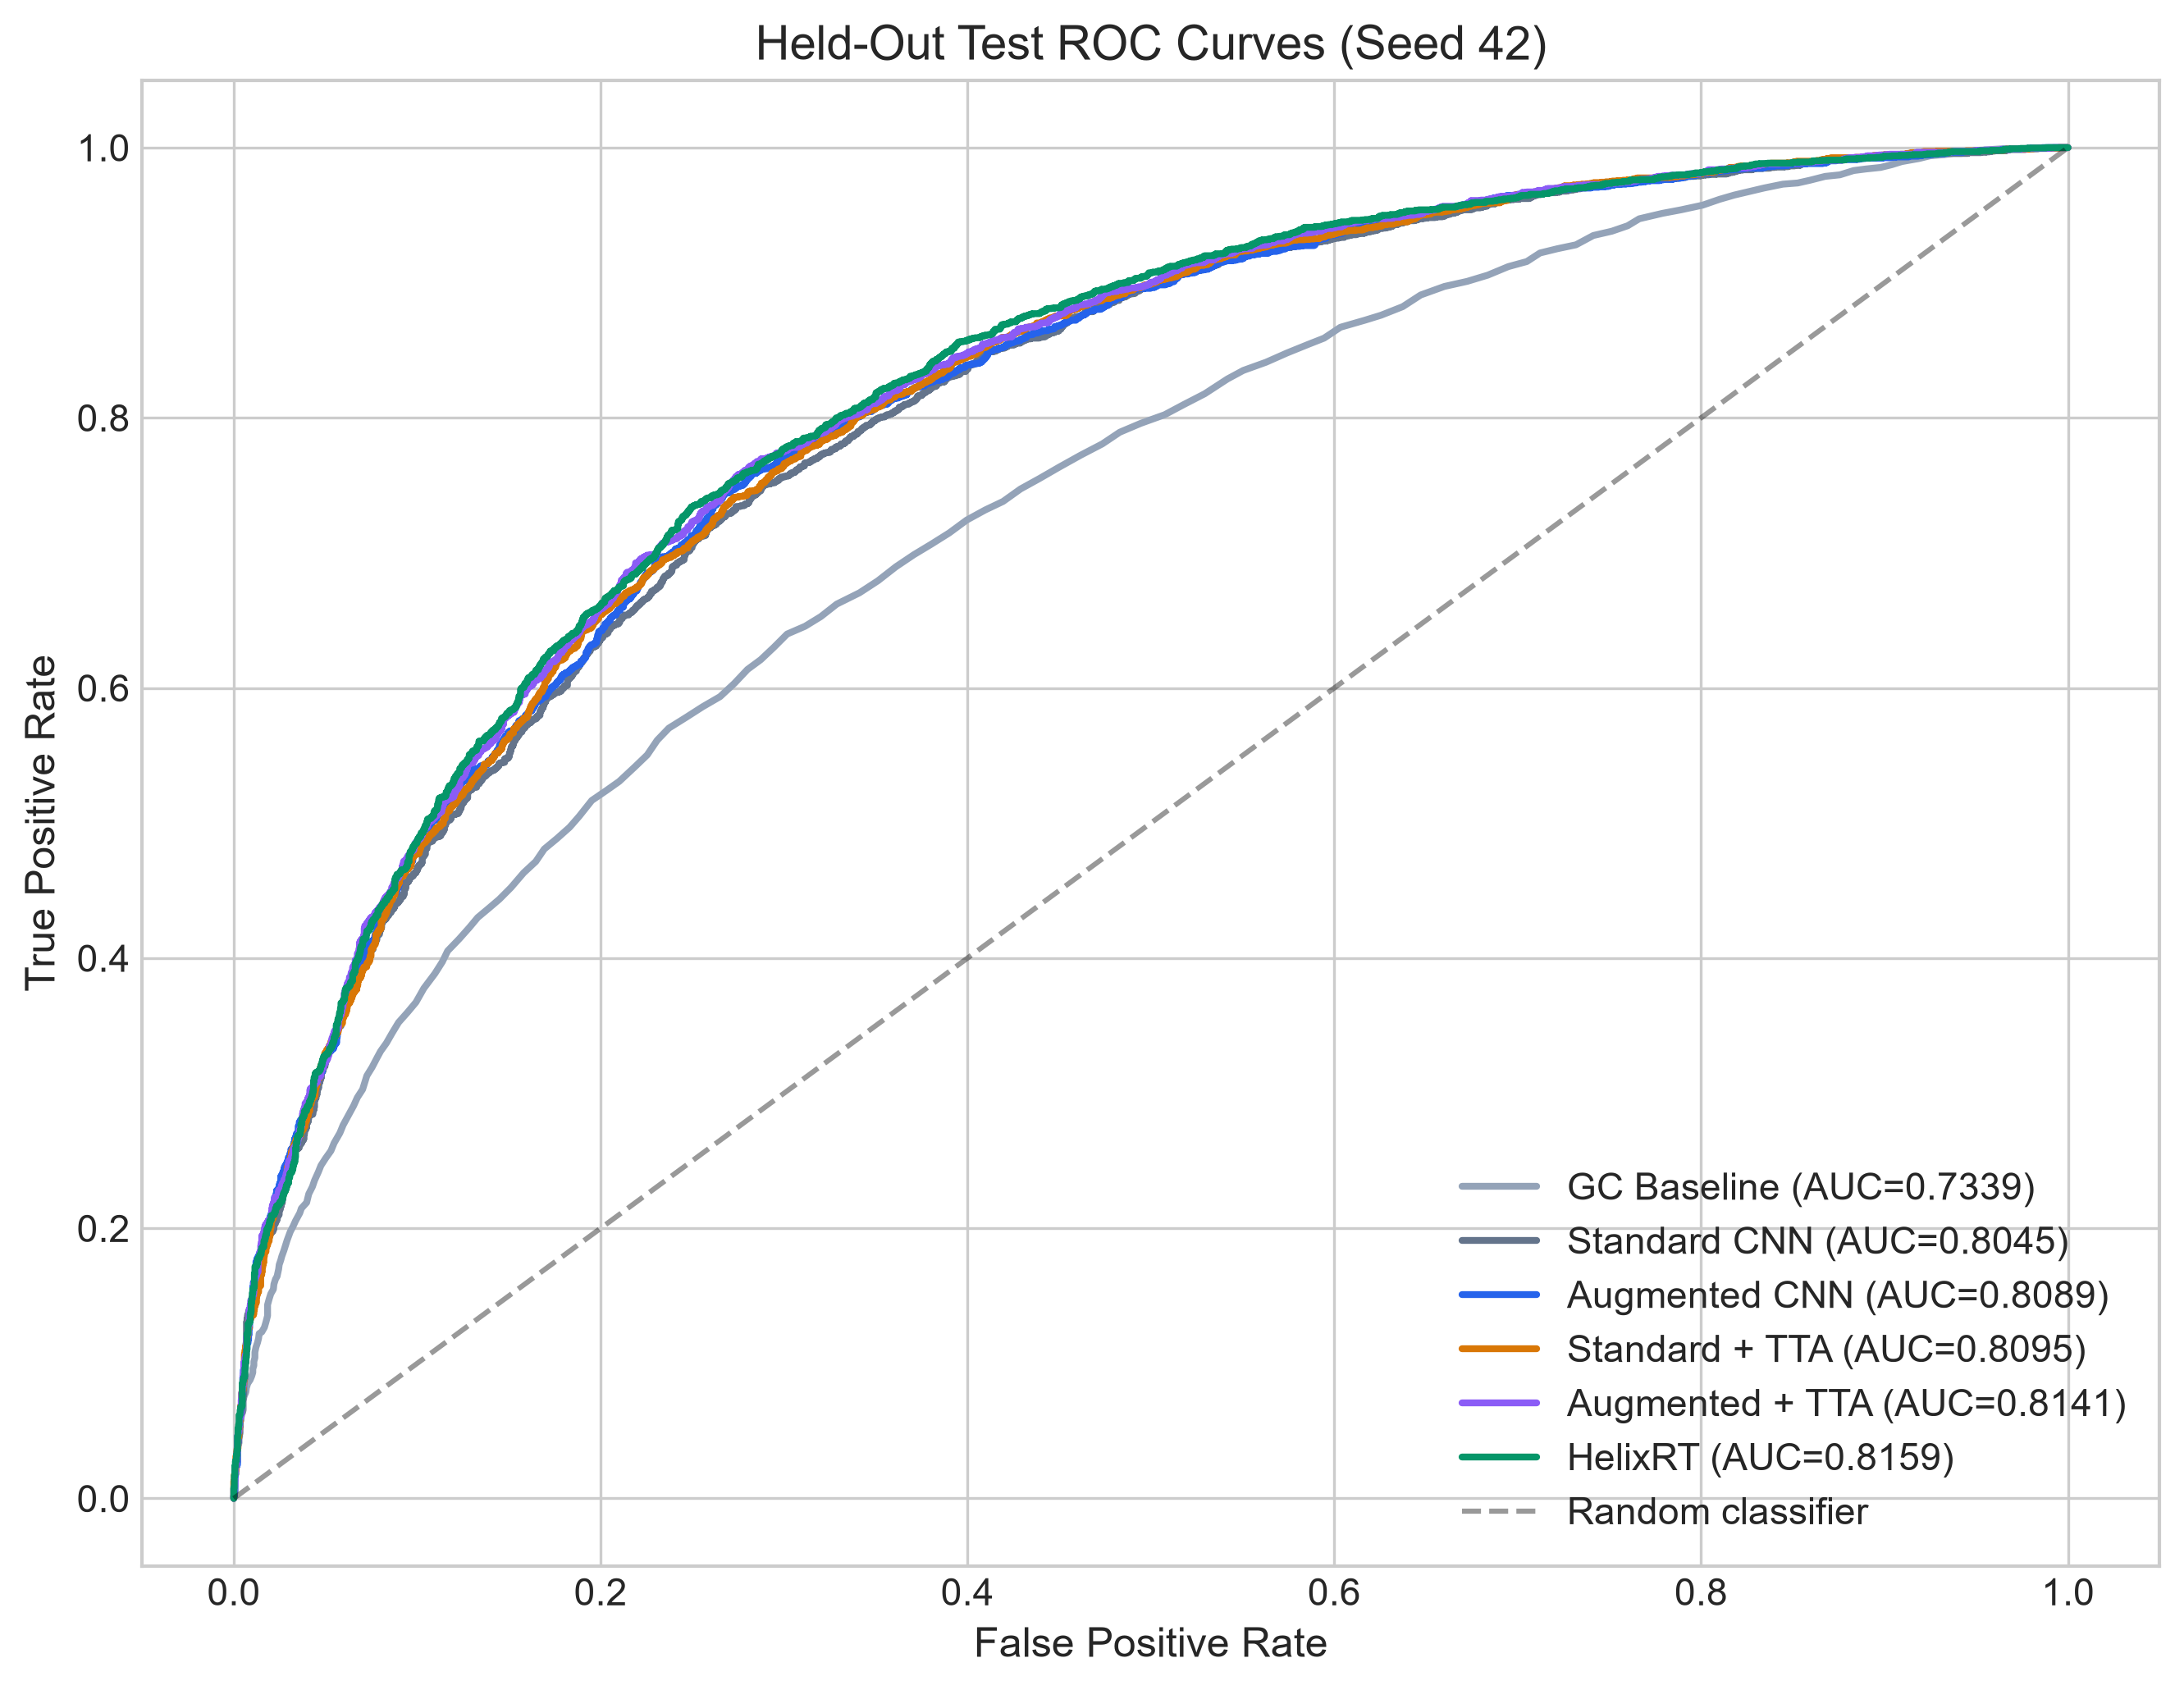 Held-Out Test ROC Curves (Seed 42)
True Positive Rate
1.0
0.8
0.6
0.4
0.2
0.0
GC Baseline (AUC=0.7339)
Standard CNN (AUC=0.8045)
Augmented CNN (AUC=0.8089)
Standard + TTA (AUC=0.8095)
Augmented + TTA (AUC=0.8141)
HelixRT (AUC=0.8159)
Random classifier
0.0 0.2 0.4 0.6 0.8 1.0
False Positive Rate